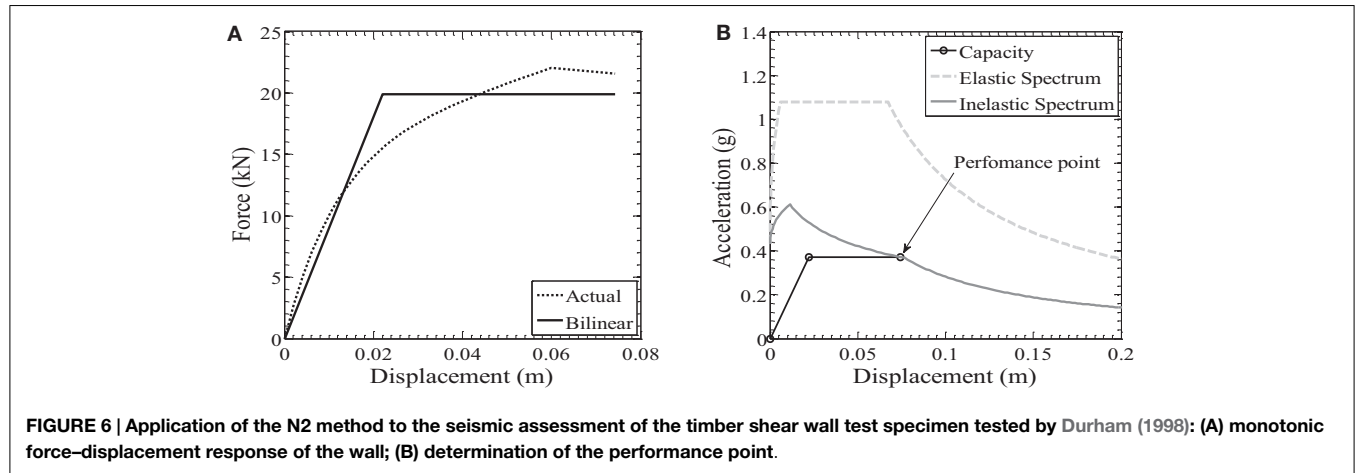 A
25
20
15
10
5
0
Force (kN)
0
0.02
0.04
0.06
0.08
Displacement (m)
Actual
Bilinear
B
1.4
1.2
1
0.8
0.6
0.4
0.2
0
Acceleration (g)
0
0.05
0.1
0.15
0.2
Displacement (m)
Capacity
Elastic Spectrum
Inelastic Spectrum
Perfomance point
FIGURE 6 | Application of the N2 method to the seismic assessment of the timber shear wall test specimen tested by Durham (1998): (A) monotonic
force–displacement response of the wall; (B) determination of the performance point.